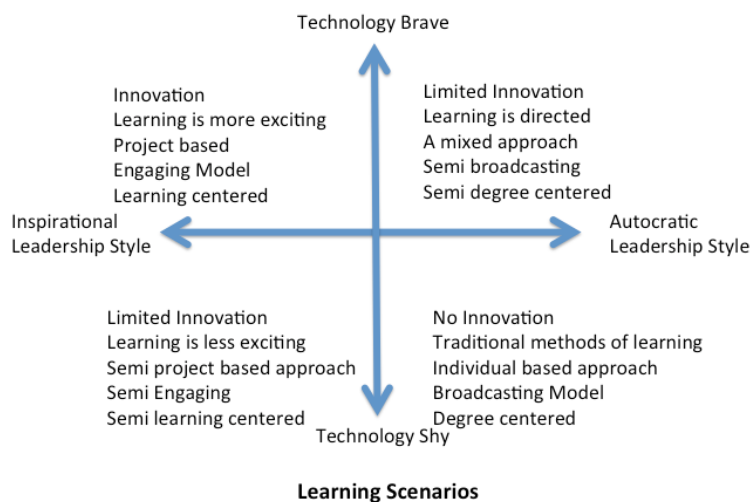 Technology Brave
Innovation
Learning is more exciting
Project based
Engaging Model
Learning centered
Limited Innovation
Learning is directed
A mixed approach
Semi broadcasting
Semi degree centered
Inspirational
Leadership Style
Autocratic
Leadership Style
Limited Innovation
Learning is less exciting
Semi project based approach
Semi Engaging
Semi learning centered
No Innovation
Traditional methods of learning
Individual based approach
Broadcasting Model
Degree centered
Technology Shy
Learning Scenarios